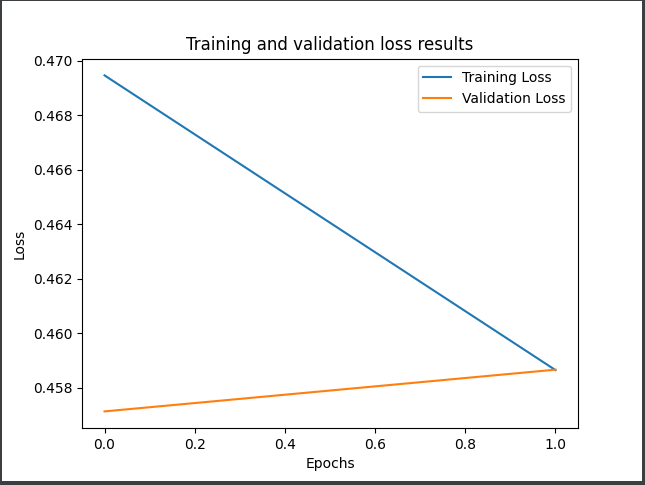 Training and validation loss results
0.470
0.468
0.466
0.464
0.462
0.460
0.458
Loss
Training Loss
Validation Loss
0.0 0.2 0.4 0.6 0.8 1.0
Epochs